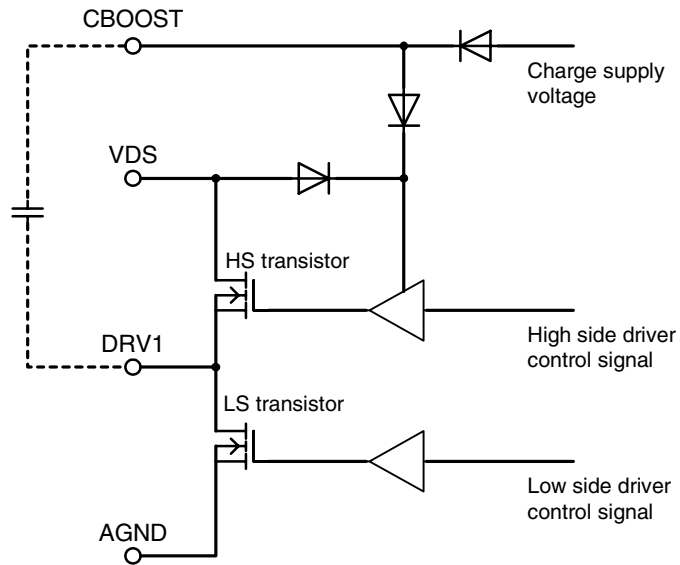 CBOOST
Charge supply
voltage
VDS
HS transistor
High side driver
control signal
DRV1
LS transistor
Low side driver
control signal
AGND